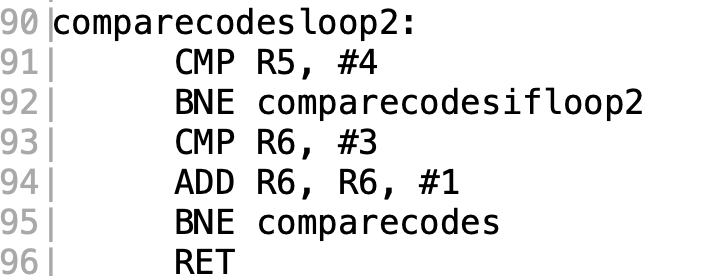 90|comparecodesloop2:
91|      CMP R5, #4
92|      BNE comparecodesifloop2
93|      CMP R6, #3
94|      ADD R6, R6, #1
95|      BNE comparecodes
96|      RET